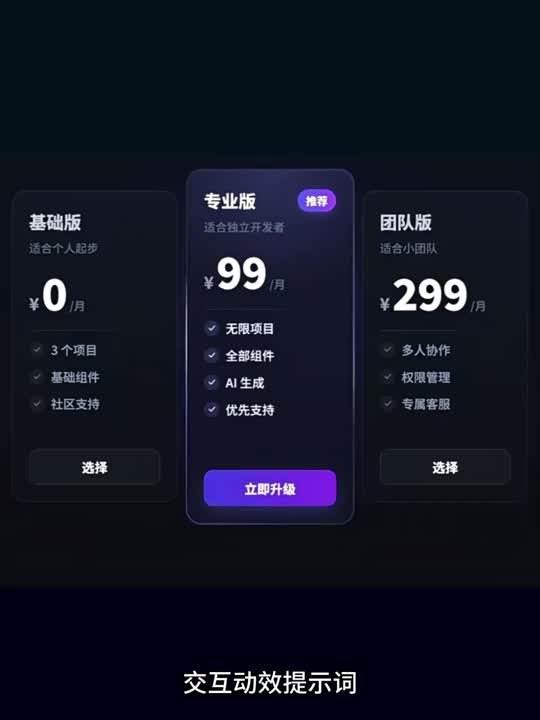 基础版
适合个人起步
¥0/月
3 个项目
基础组件
社区支持
选择
专业版
推荐
适合独立开发者
¥99/月
无限项目
全部组件
AI 生成
优先支持
立即升级
团队版
适合小团队
¥299/月
多人协作
权限管理
专属客服
选择
交互动效提示词